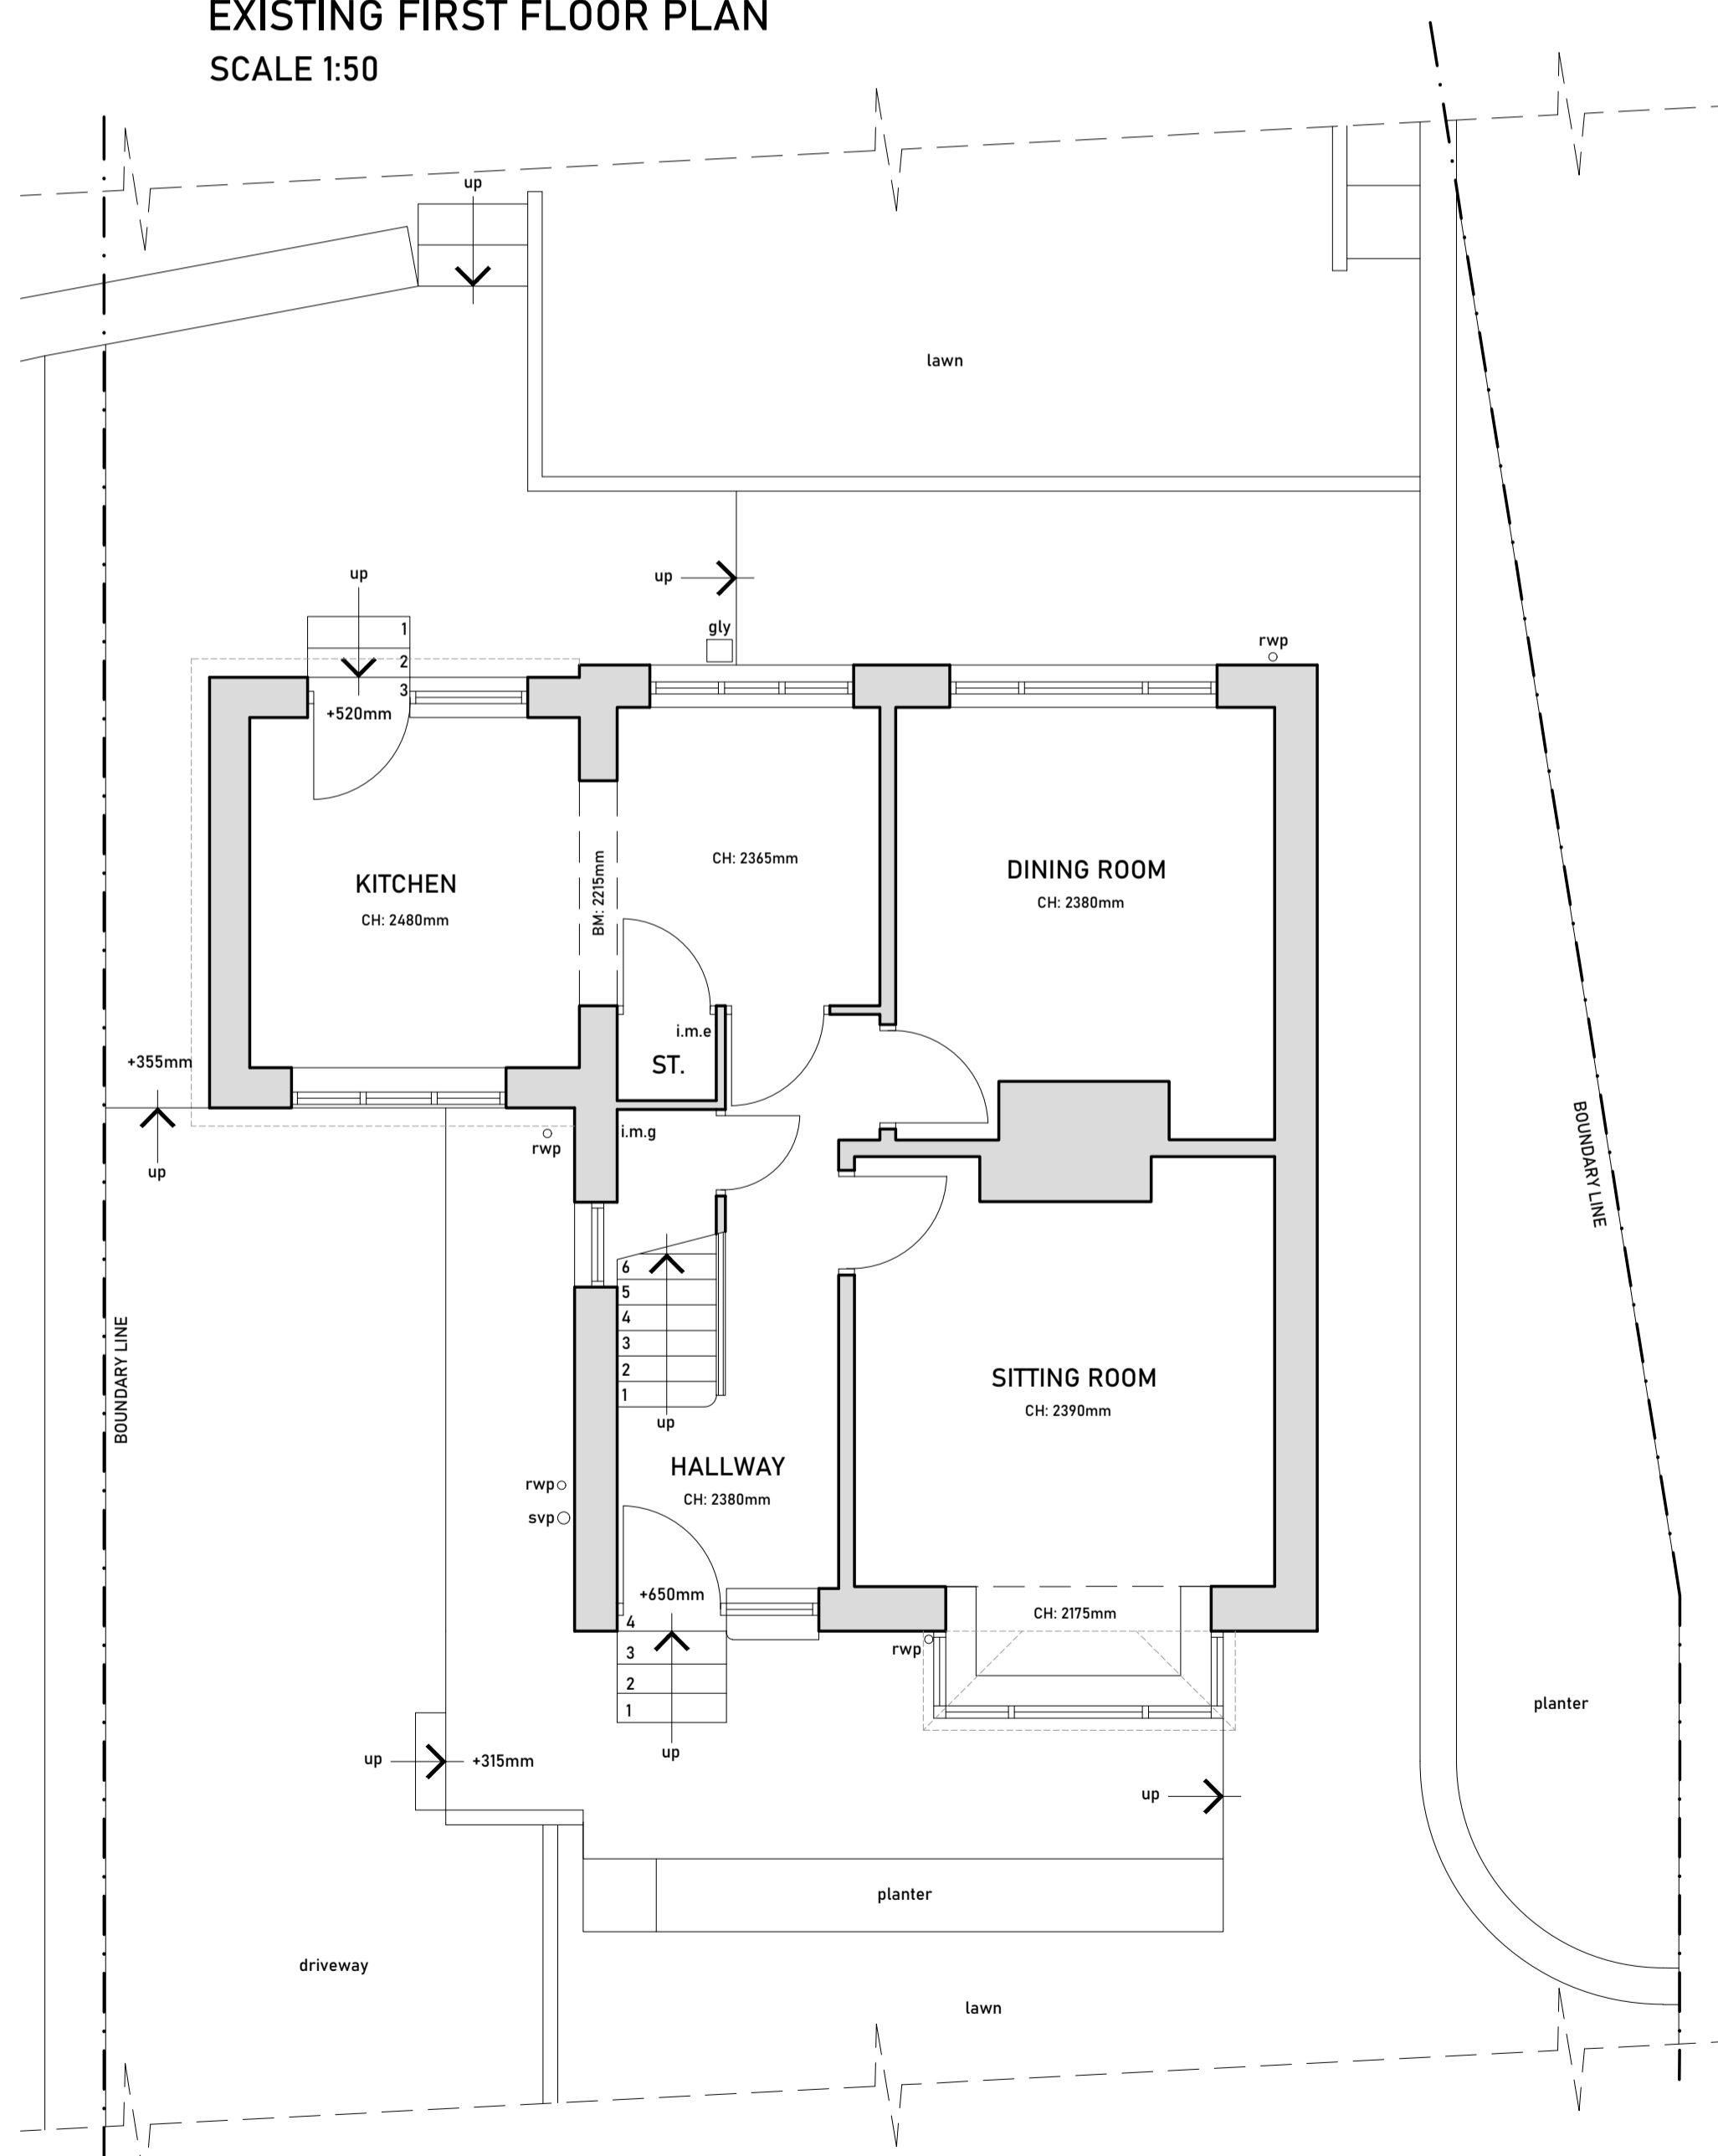 EXISTING FIRST FLOOR PLAN
SCALE 1:50
up
lawn
up
up
gly
rwp
1
2
3
+520mm
CH: 2365mm
KITCHEN
CH: 2480mm
BM: 2215mm
DINING ROOM
CH: 2380mm
i.m.e
ST.
+355mm
up
rwp
i.m.g
BOUNDARY LINE
6
5
4
3
2
1
up
BOUNDARY LINE
SITTING ROOM
CH: 2390mm
HALLWAY
CH: 2380mm
rwp
svp
+650mm
4
3
2
1
up
CH: 2175mm
rwp
planter
up
+315mm
up
planter
driveway
lawn